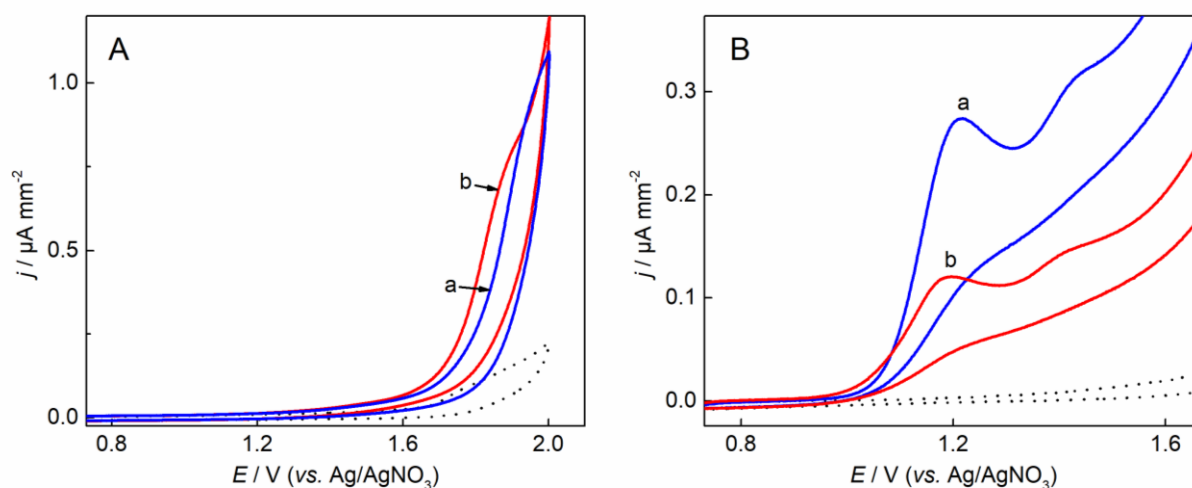 A
1.0
0.5
0.0
j / µA mm-2
b
a
0.8 1.2 1.6 2.0
E / V (vs. Ag/AgNO3)
B
0.3
0.2
0.1
0.0
j / µA mm-2
a
b
0.8 1.2 1.6
E / V (vs. Ag/AgNO3)